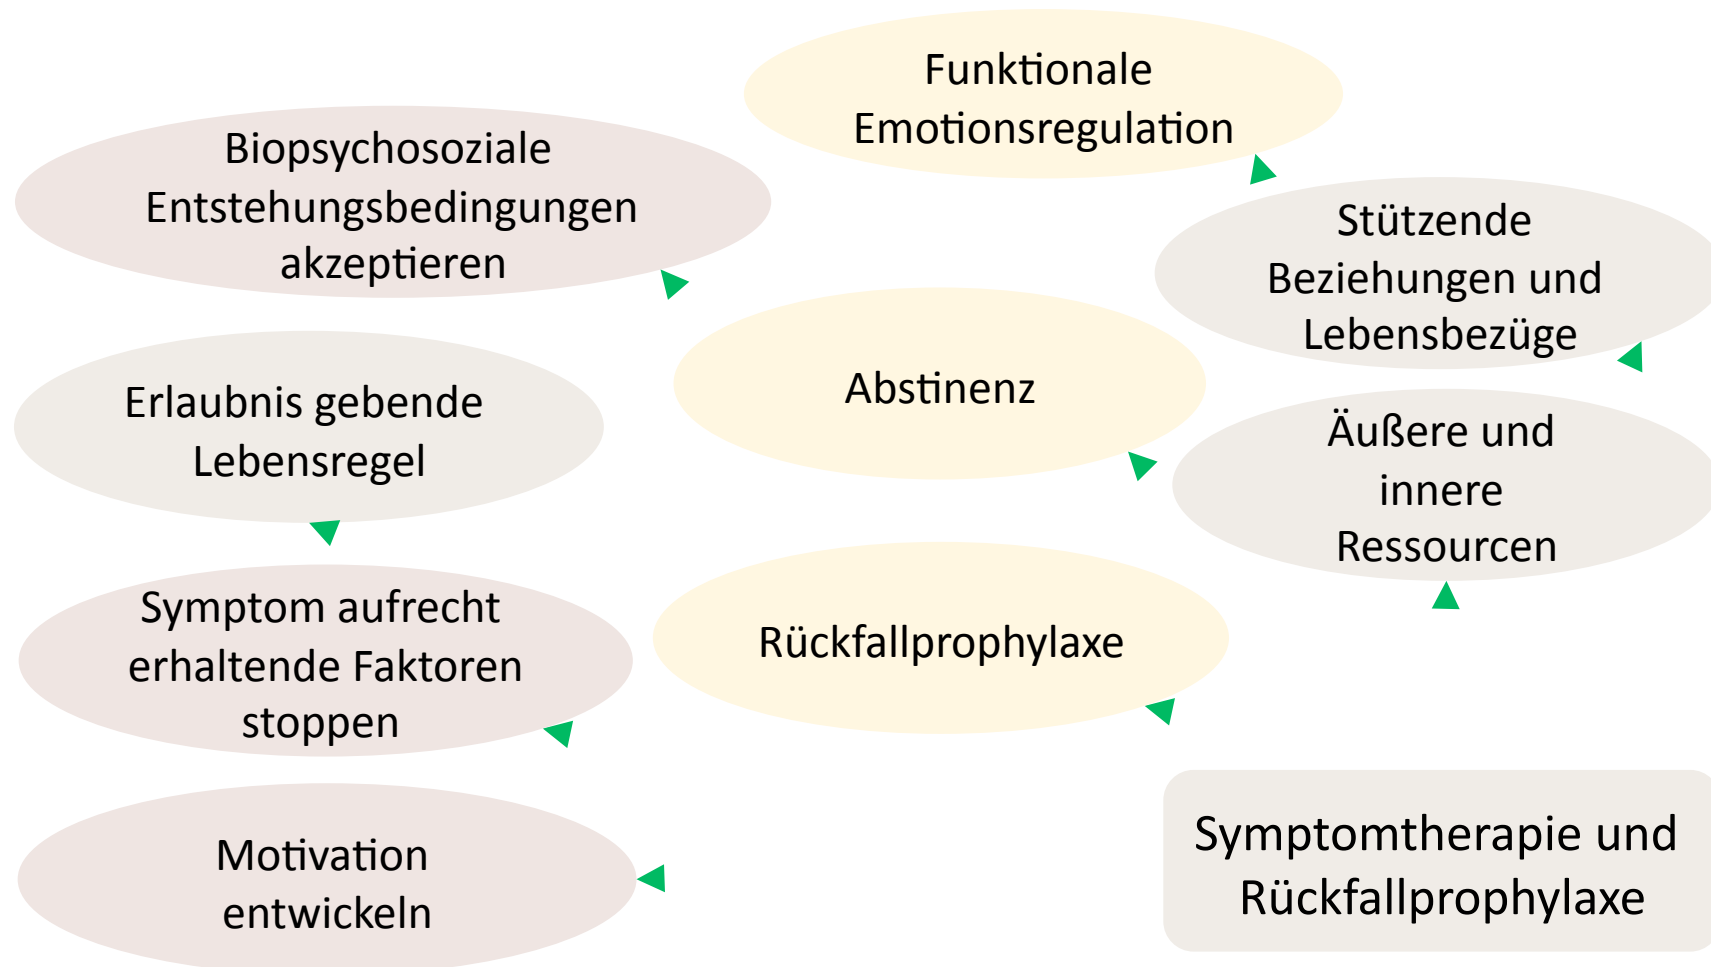 Funktionale
Emotionsregulation
Biopsychosoziale
Entstehungsbedingungen
akzeptieren
Stützende
Beziehungen und
Lebensbezüge
Abstinenz
Erlaubnis gebende
Lebensregel
Äußere und
innere
Ressourcen
Symptom aufrecht
erhaltende Faktoren
stoppen
Rückfallprophylaxe
Motivation
entwickeln
Symptomtherapie und
Rückfallprophylaxe